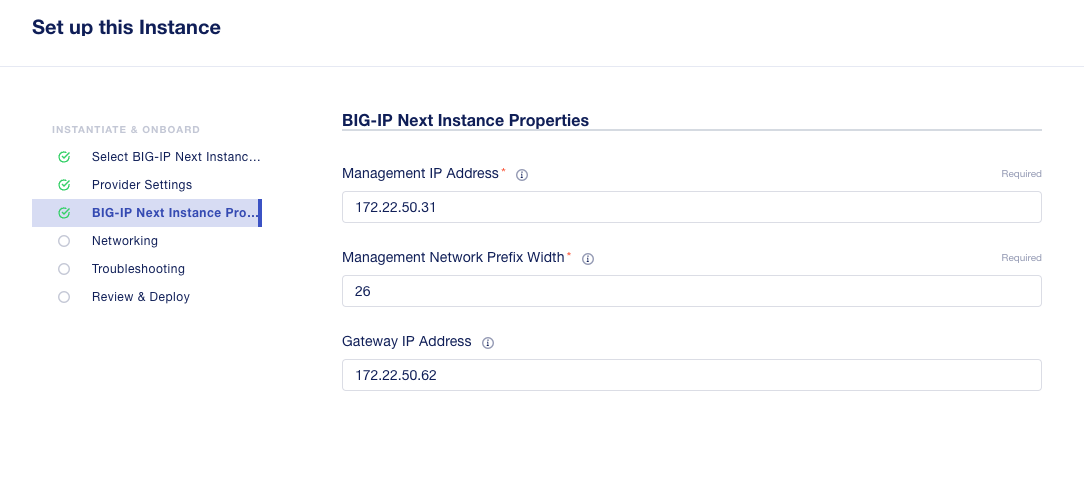 Set up this Instance
INSTANTIATE & ONBOARD
Select BIG-IP Next Instanc...
Provider Settings
BIG-IP Next Instance Pro...
Networking
Troubleshooting
Review & Deploy
BIG-IP Next Instance Properties
Management IP Address* Required
172.22.50.31
Management Network Prefix Width* Required
26
Gateway IP Address
172.22.50.62